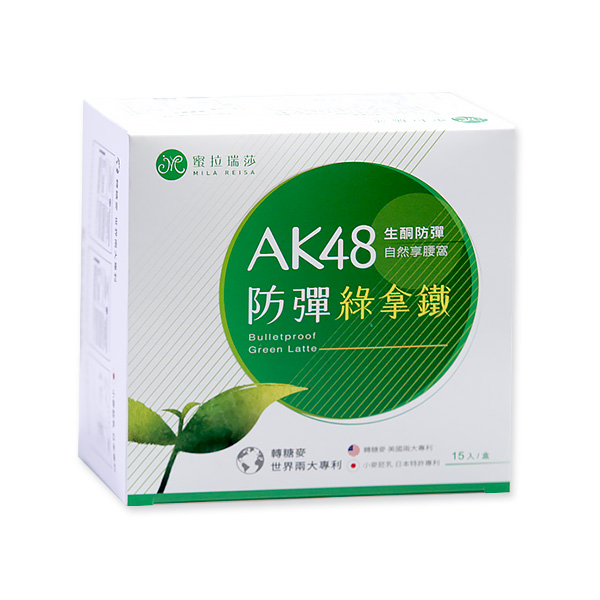 蜜拉瑞莎
MILA REISA
AK48
生酮防彈
自然享腰窩
防彈綠拿鐵
Bulletproof
Green Latte
轉糖麥
世界兩大專利
轉糖麥 美國兩大專利
小麥胚乳 日本特許專利
15入/盒